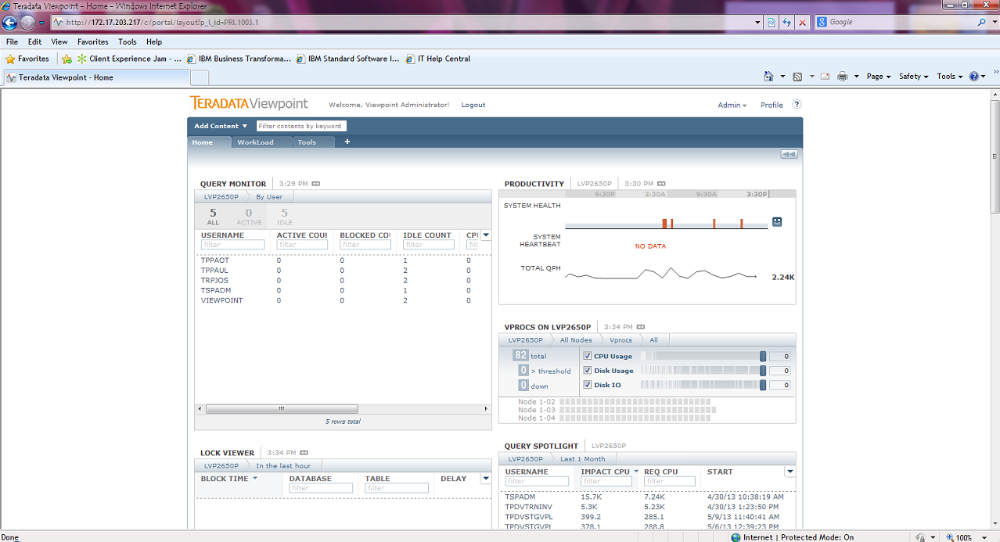 Teradata Viewpoint - Home - Windows Internet Explorer
http://172.17.203.217/c/portal/layout?p_l_id=PRI.1003.1
Google
File Edit View Favorites Tools Help
Favorites Client Experience Jam - ... IBM Business Transforma... IBM Standard Software I... IT Help Central
Teradata Viewpoint - Home
Page Safety Tools
TERADATA Viewpoint Welcome, Viewpoint Administrator! Logout Admin Profile ?
Add Content Filter contents by keyword
Home WorkLoad Tools +
QUERY MONITOR 3:29 PM
LVP2650P By User
5 0 5
ALL ACTIVE IDLE
USERNAME ACTIVE COUI BLOCKED COI IDLE COUNT CPU
filter filter filter filter filt
TPPAOT 0 0 1 0
TPPAUL 0 0 2 0
TRPJOS 0 0 2 0
TSPADM 0 0 1 0
VIEWPOINT 0 0 2 0
5 rows total
LOCK VIEWER 3:34 PM
LVP2650P In the last hour
BLOCK TIME DATABASE TABLE DELAY
filter filter
PRODUCTIVITY LVP2650P 3:30 PM
9:30P 3:30A 9:30A 3:30P
SYSTEM HEALTH
SYSTEM
HEARTBEAT
NO DATA
TOTAL QPH 2.24K
VPROCS ON LVP2650P 3:34 PM
LVP2650P All Nodes Vprocs All
82 total CPU Usage 0
0 > threshold Disk Usage 0
0 down Disk IO 0
Node 1-02
Node 1-03
Node 1-04
QUERY SPOTLIGHT LVP2650P
LVP2650P Last 1 Month
USERNAME IMPACT CPU REQ CPU START
filter filter filter
TSPADM 15.7K 7.24K 4/30/13 10:38:19 AM
TPDVTRNINV 5.3K 5.23K 4/30/13 1:23:50 PM
TPDVSTGVPL 399.2 285.1 5/9/13 11:40:41 AM
TPDVSTGVPL 378.1 288.8 5/6/13 12:39:23 PM
Done Internet | Protected Mode: On 100%